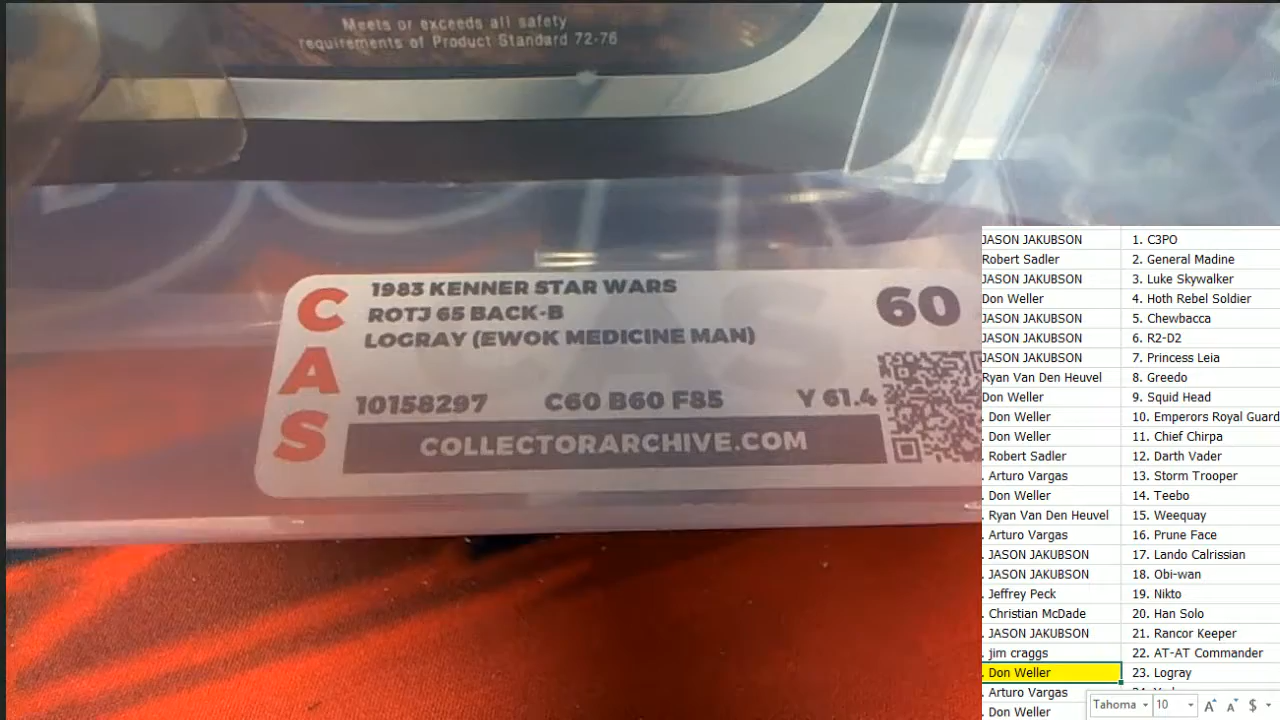 Meets or exceeds all safety
requirements of Product Standard 72-76
CAS
1983 KENNER STAR WARS
ROTJ 65 BACK-B
LOGRAY (EWOK MEDICINE MAN)
60
10158297 C60 B60 F85 Y 61.4
COLLECTORARCHIVE.COM
JASON JAKUBSON 1. C3PO
Robert Sadler 2. General Madine
JASON JAKUBSON 3. Luke Skywalker
Don Weller 4. Hoth Rebel Soldier
JASON JAKUBSON 5. Chewbacca
JASON JAKUBSON 6. R2-D2
JASON JAKUBSON 7. Princess Leia
Ryan Van Den Heuvel 8. Greedo
Don Weller 9. Squid Head
. Don Weller 10. Emperors Royal Guard
. Don Weller 11. Chief Chirpa
. Robert Sadler 12. Darth Vader
. Arturo Vargas 13. Storm Trooper
. Don Weller 14. Teebo
. Ryan Van Den Heuvel 15. Weequay
. Arturo Vargas 16. Prune Face
. JASON JAKUBSON 17. Lando Calrissian
. JASON JAKUBSON 18. Obi-wan
. Jeffrey Peck 19. Nikto
. Christian McDade 20. Han Solo
. JASON JAKUBSON 21. Rancor Keeper
. jim craggs 22. AT-AT Commander
. Don Weller 23. Logray
. Arturo Vargas
. Don Weller
Tahoma 10 A A $